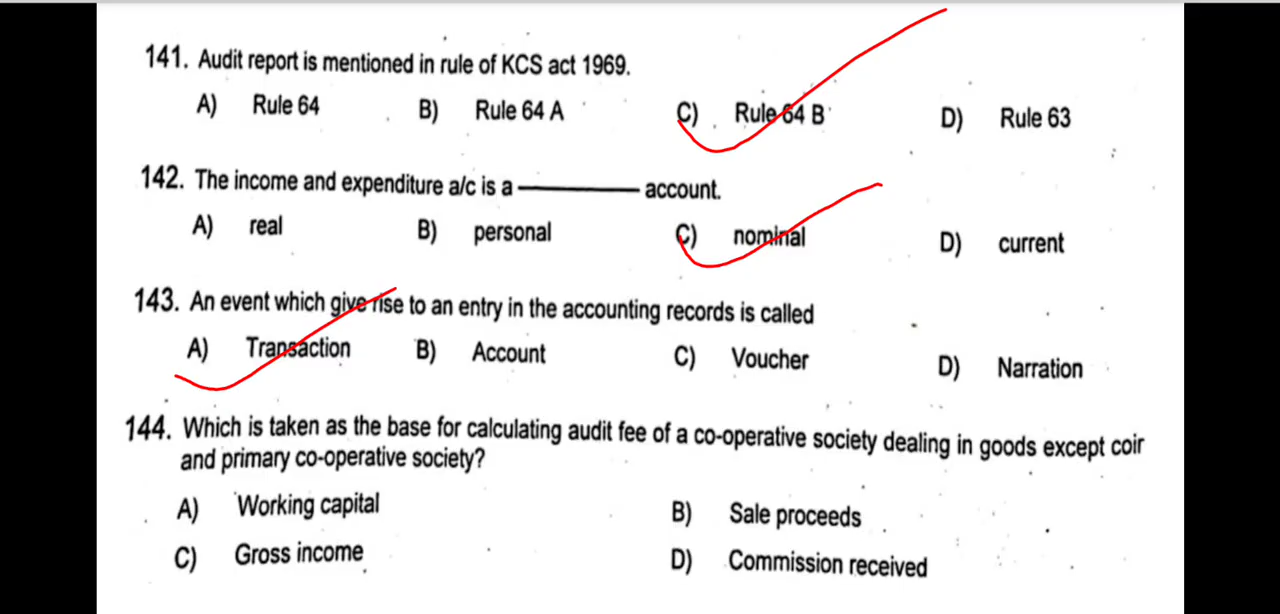 141. Audit report is mentioned in rule of KCS act 1969.
A) Rule 64 B) Rule 64 A C) Rule 64 B D) Rule 63
142. The income and expenditure a/c is a ———— account.
A) real B) personal C) nominal D) current
143. An event which give rise to an entry in the accounting records is called
A) Transaction B) Account C) Voucher D) Narration
144. Which is taken as the base for calculating audit fee of a co-operative society dealing in goods except coir
and primary co-operative society?
A) Working capital B) Sale proceeds
C) Gross income D) Commission received